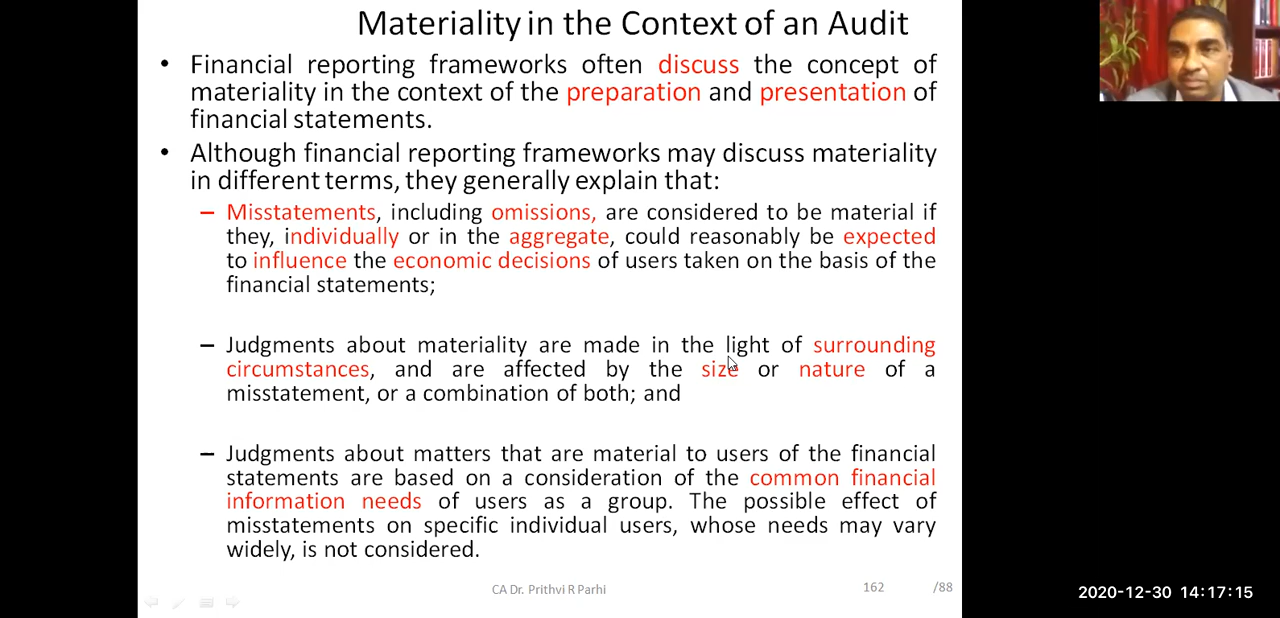 Materiality in the Context of an Audit
• Financial reporting frameworks often discuss the concept of
materiality in the context of the preparation and presentation of
financial statements.
• Although financial reporting frameworks may discuss materiality
in different terms, they generally explain that:
– Misstatements, including omissions, are considered to be material if
they, individually or in the aggregate, could reasonably be expected
to influence the economic decisions of users taken on the basis of the
financial statements;
– Judgments about materiality are made in the light of surrounding
circumstances, and are affected by the size or nature of a
misstatement, or a combination of both; and
– Judgments about matters that are material to users of the financial
statements are based on a consideration of the common financial
information needs of users as a group. The possible effect of
misstatements on specific individual users, whose needs may vary
widely, is not considered.
CA Dr. Prithvi R Parhi
162 /88
2020-12-30 14:17:15